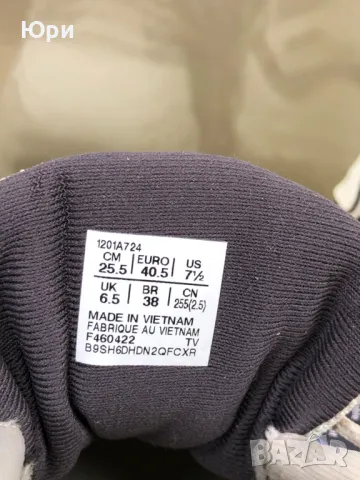 Юри
1201A724
CM EURO US
25.5 40.5 7½
UK BR CN
6.5 38 255(2.5)
MADE IN VIETNAM
FABRIQUE AU VIETNAM
F460422 TV
B9SH6DHDN2QFCXR
BAZAR